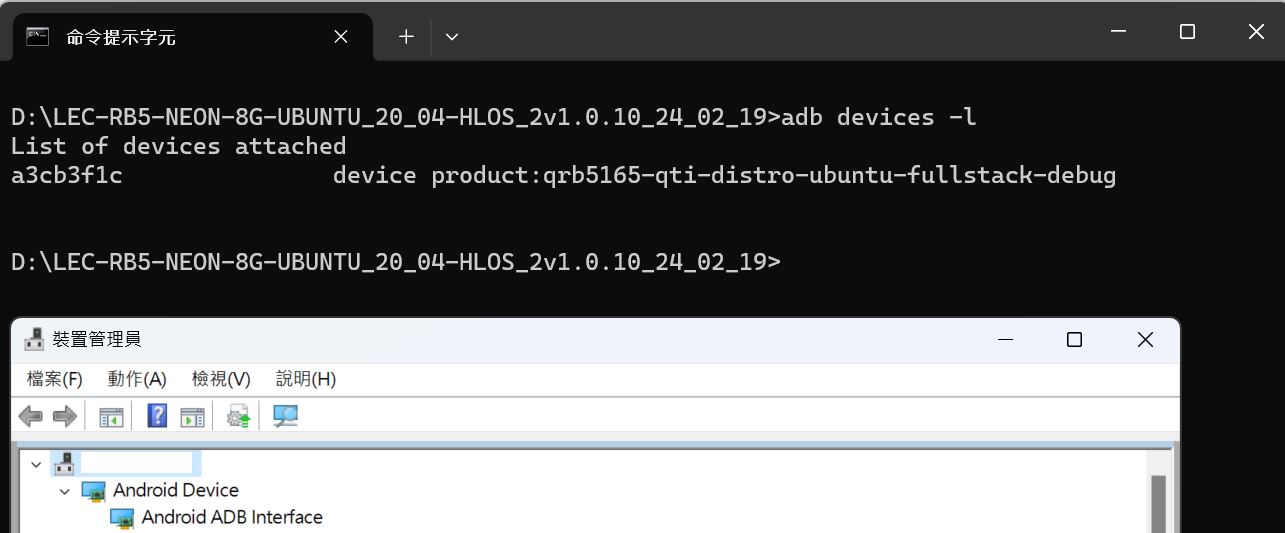 命令提示字元
D:\LEC-RB5-NEON-8G-UBUNTU_20_04-HLOS_2v1.0.10_24_02_19>adb devices -l
List of devices attached
a3cb3f1c               device product:qrb5165-qti-distro-ubuntu-fullstack-debug
D:\LEC-RB5-NEON-8G-UBUNTU_20_04-HLOS_2v1.0.10_24_02_19>
裝置管理員
檔案(F) 動作(A) 檢視(V) 說明(H)
Android Device
Android ADB Interface